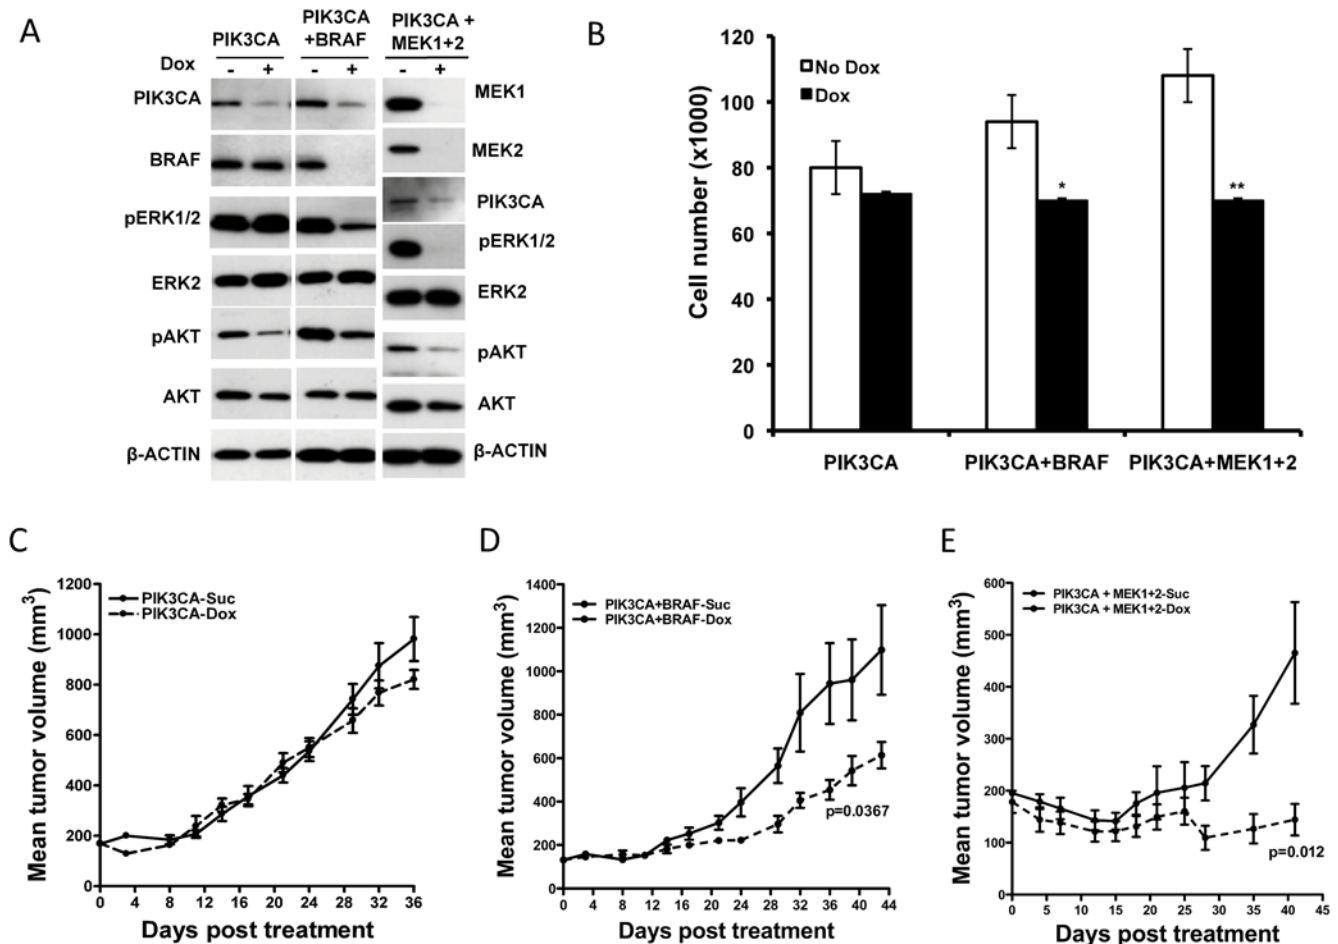 A
PIK3CA
PIK3CA
+BRAF
PIK3CA +
MEK1+2
Dox
- + - + - +
PIK3CA
BRAF
pERK1/2
ERK2
pAKT
AKT
β-ACTIN
MEK1
MEK2
PIK3CA
pERK1/2
ERK2
pAKT
AKT
β-ACTIN
B
Cell number (x1000)
120
100
80
60
40
20
0
No Dox
Dox
*
**
PIK3CA PIK3CA+BRAF PIK3CA+MEK1+2
C
Mean tumor volume (mm³)
1200
1000
800
600
400
200
0
PIK3CA-Suc
PIK3CA-Dox
0 4 8 12 16 20 24 28 32 36
Days post treatment
D
Mean tumor volume (mm³)
1400
1200
1000
800
600
400
200
0
PIK3CA+BRAF-Suc
PIK3CA+BRAF-Dox
p=0.0367
0 4 8 12 16 20 24 28 32 36 40 44
Days post treatment
E
Mean tumor volume (mm³)
600
500
400
300
200
100
0
PIK3CA + MEK1+2-Suc
PIK3CA + MEK1+2-Dox
p=0.012
0 5 10 15 20 25 30 35 40 45
Days post treatment